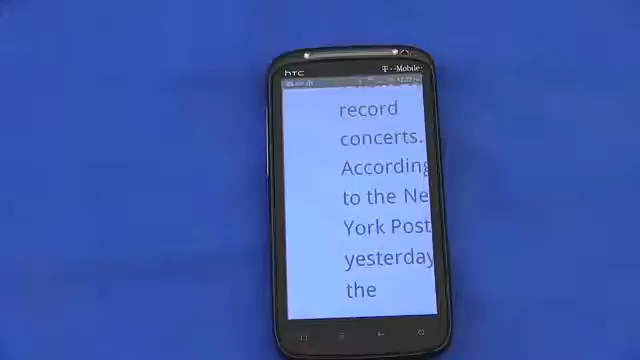 hTC
T-Mobile
record
concerts.
According
to the Ne
York Post
yesterday
the